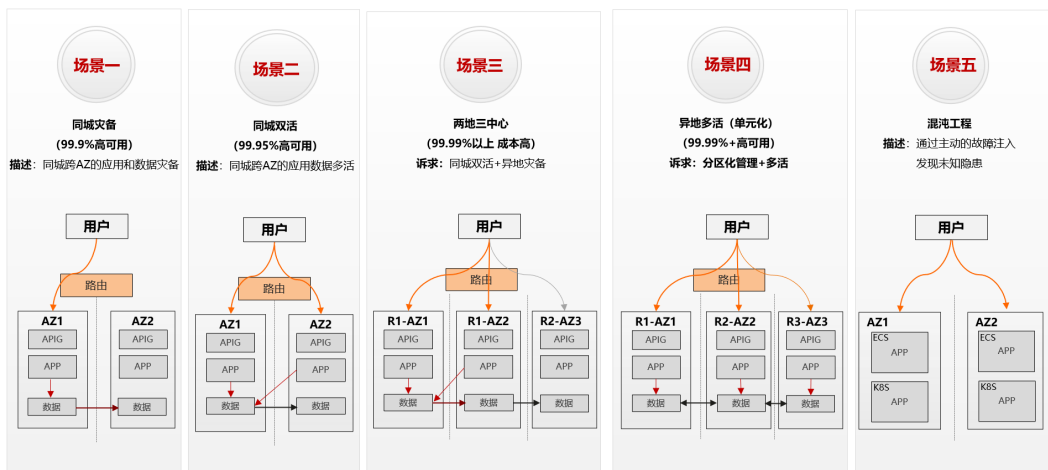 场景一
同城灾备
(99.9%高可用)
描述：同城跨AZ的应用和数据灾备
用户
路由
AZ1
APIG
APP
数据
AZ2
APIG
APP
数据
场景二
同城双活
(99.95%高可用)
描述：同城跨AZ的应用数据多活
用户
路由
AZ1
APIG
APP
数据
AZ2
APIG
APP
数据
场景三
两地三中心
(99.99%以上 成本高)
诉求：同城双活+异地灾备
用户
路由
R1-AZ1
APIG
APP
数据
R1-AZ2
APIG
APP
数据
R2-AZ3
APIG
APP
数据
场景四
异地多活（单元化）
(99.99%+高可用)
诉求：分区化管理+多活
用户
路由
R1-AZ1
APIG
APP
数据
R2-AZ2
APIG
APP
数据
R3-AZ3
APIG
APP
数据
场景五
混沌工程
描述：通过主动的故障注入
发现未知隐患
用户
AZ1
ECS
APP
K8S
APP
AZ2
ECS
APP
K8S
APP